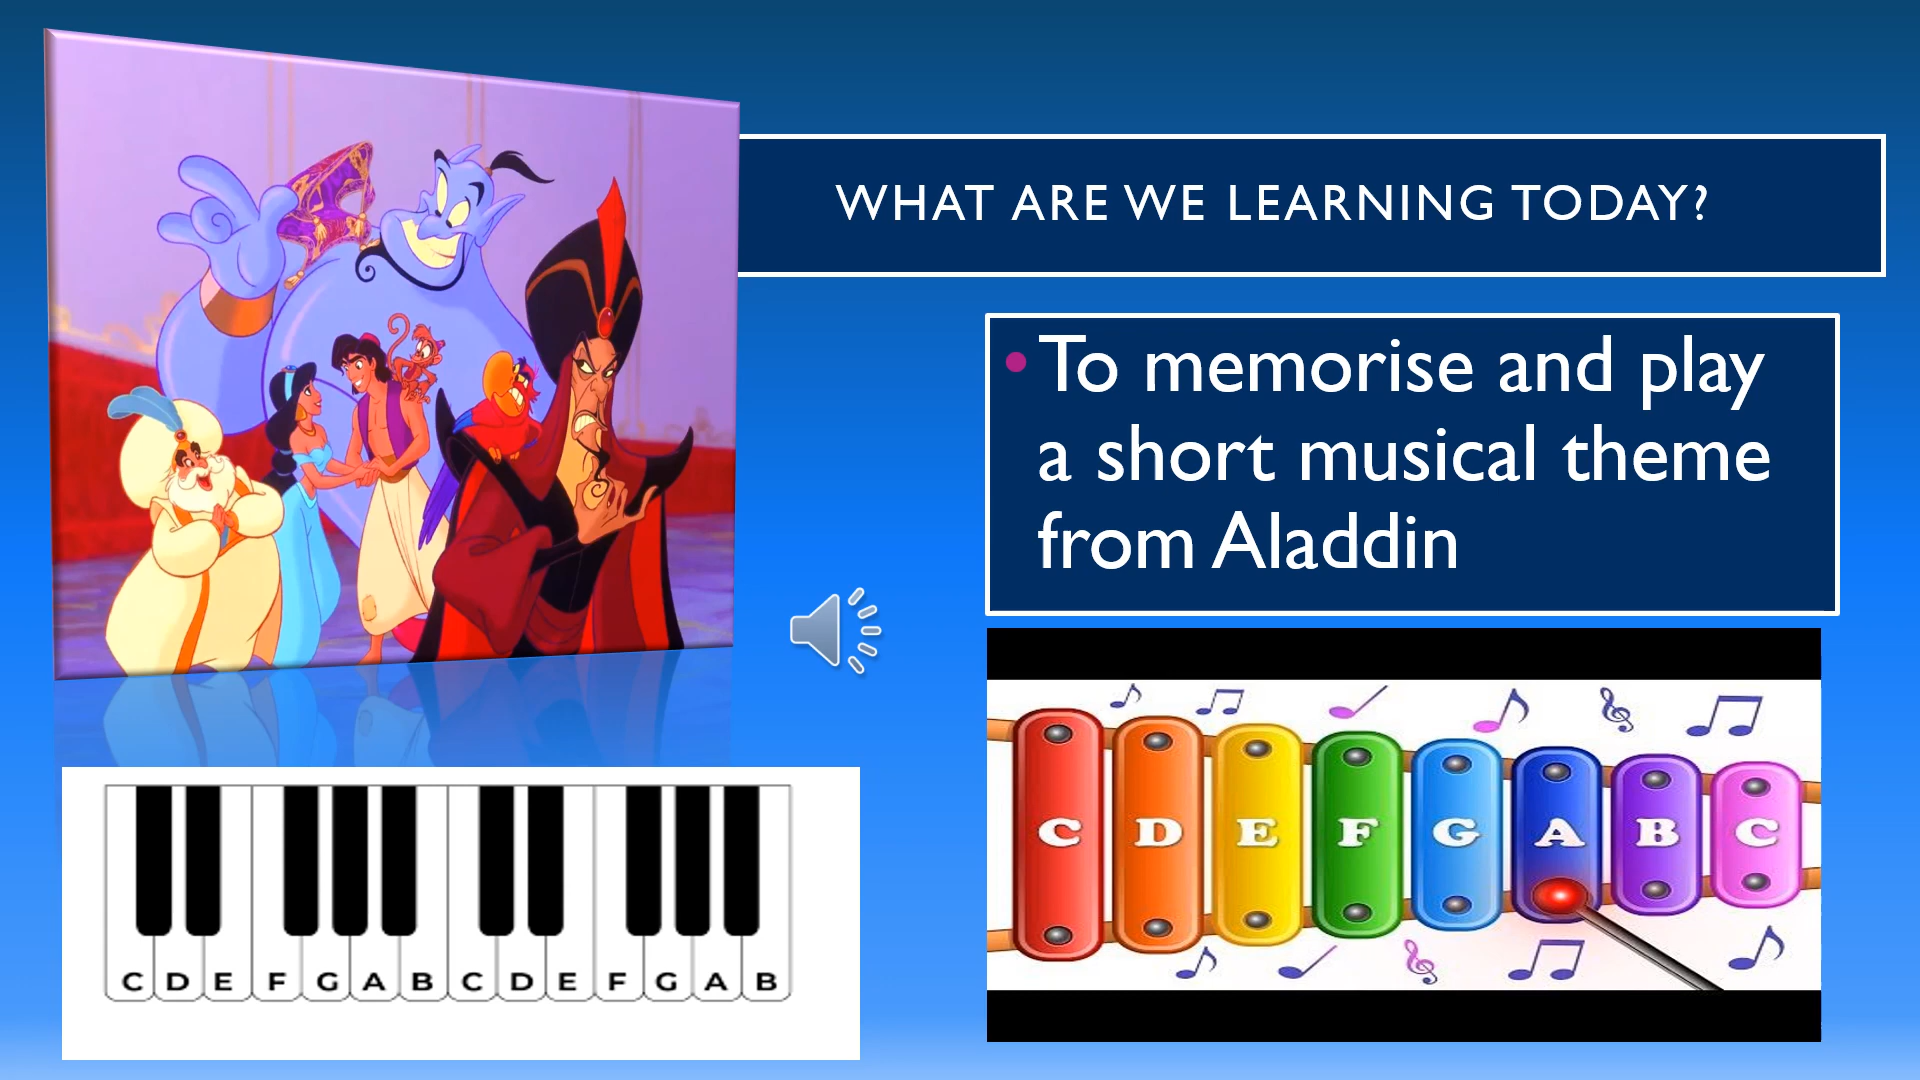 WHAT ARE WE LEARNING TODAY?
• To memorise and play
a short musical theme
from Aladdin
C D E F G A B C
C D E F G A B C D E F G A B